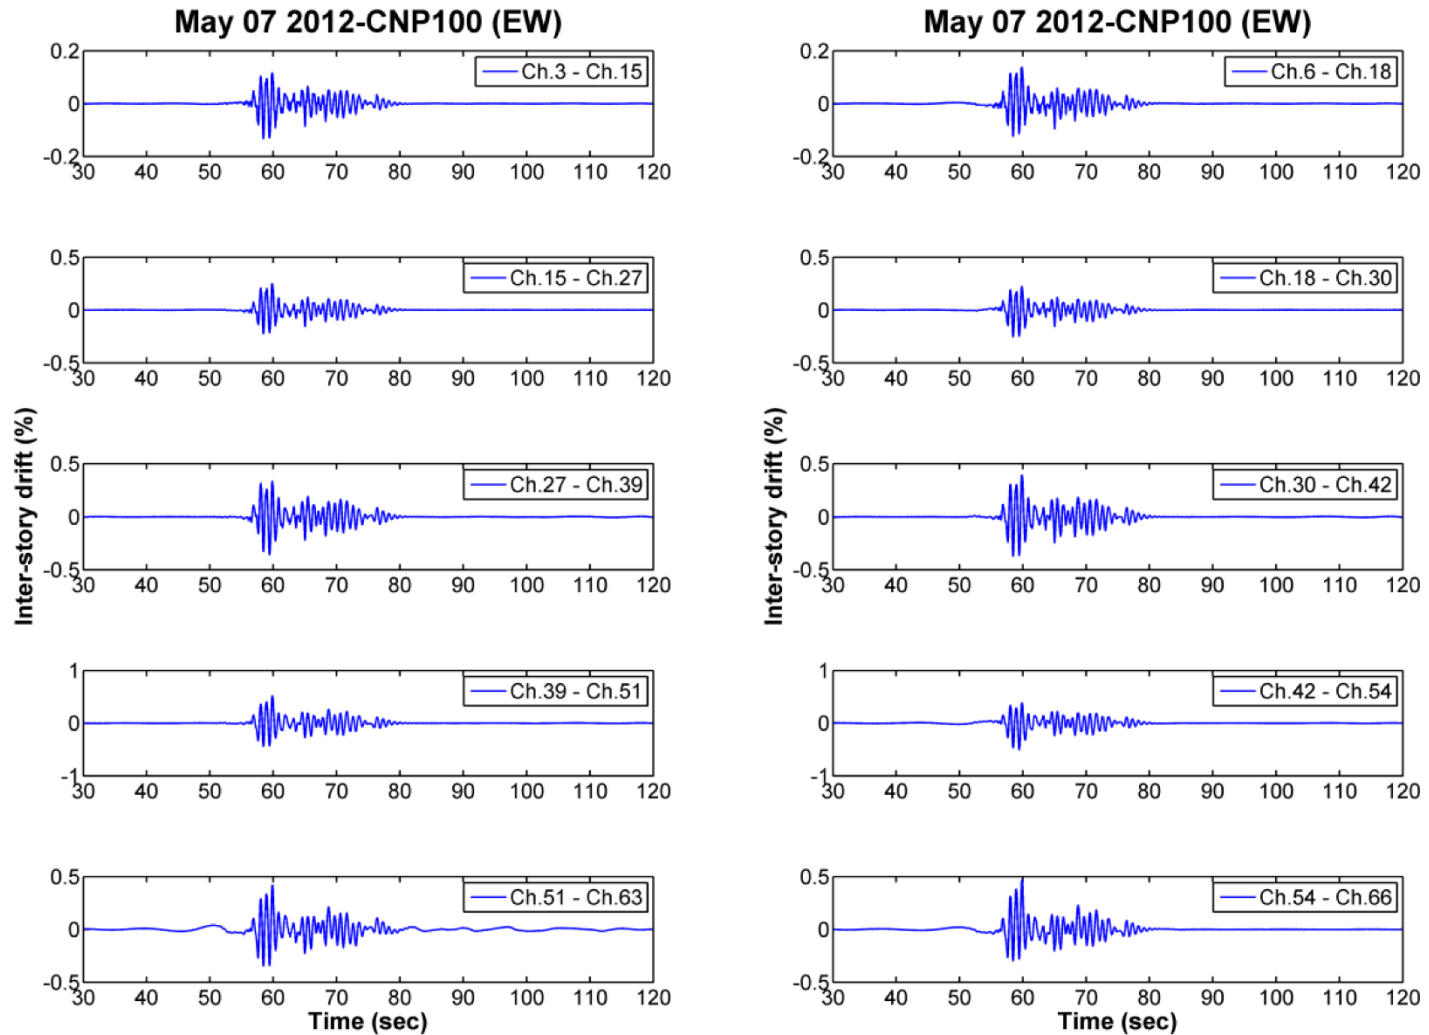 May 07 2012-CNP100 (EW)
0.2
0
-0.2
Ch.3 - Ch.15
30 40 50 60 70 80 90 100 110 120
0.5
0
-0.5
Ch.15 - Ch.27
30 40 50 60 70 80 90 100 110 120
Inter-story drift (%)
0.5
0
-0.5
Ch.27 - Ch.39
30 40 50 60 70 80 90 100 110 120
1
0
-1
Ch.39 - Ch.51
30 40 50 60 70 80 90 100 110 120
0.5
0
-0.5
Ch.51 - Ch.63
30 40 50 60 70 80 90 100 110 120
Time (sec)
May 07 2012-CNP100 (EW)
0.2
0
-0.2
Ch.6 - Ch.18
30 40 50 60 70 80 90 100 110 120
0.5
0
-0.5
Ch.18 - Ch.30
30 40 50 60 70 80 90 100 110 120
Inter-story drift (%)
0.5
0
-0.5
Ch.30 - Ch.42
30 40 50 60 70 80 90 100 110 120
1
0
-1
Ch.42 - Ch.54
30 40 50 60 70 80 90 100 110 120
0.5
0
-0.5
Ch.54 - Ch.66
30 40 50 60 70 80 90 100 110 120
Time (sec)